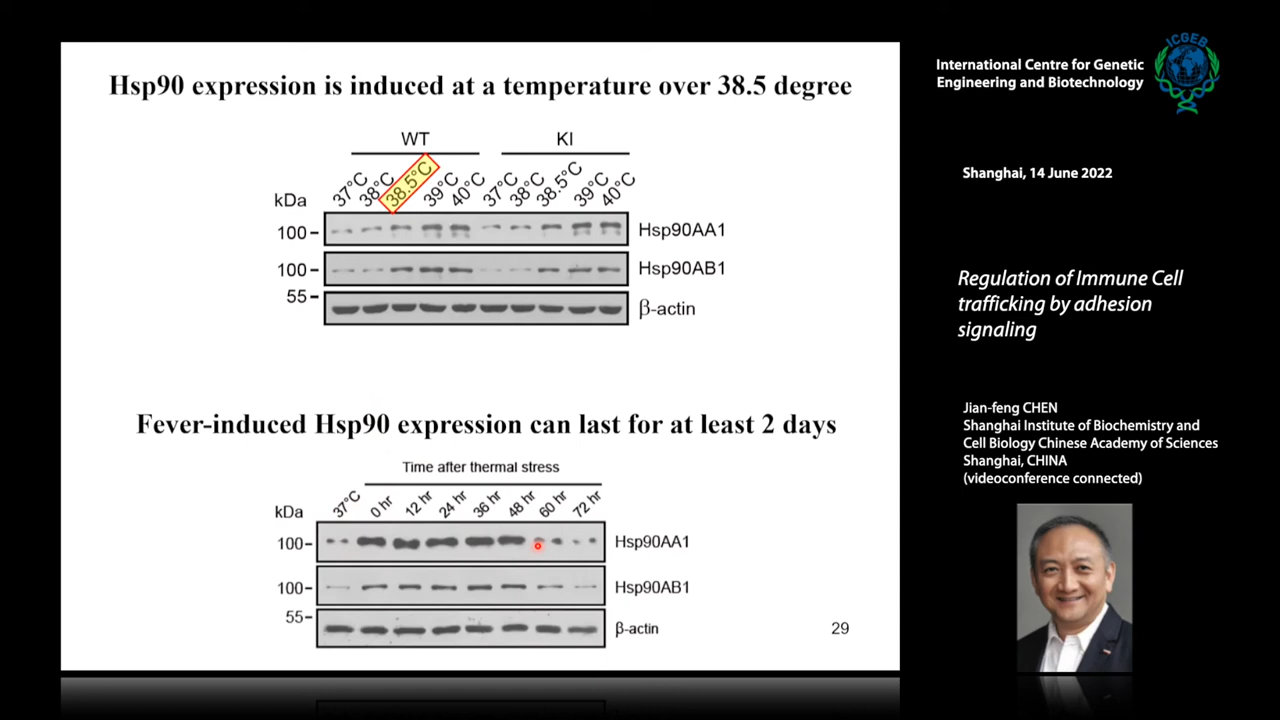 Hsp90 expression is induced at a temperature over 38.5 degree
WT KI
kDa 37°C 38°C 38.5°C 39°C 40°C 37°C 38°C 38.5°C 39°C 40°C
100 Hsp90AA1
100 Hsp90AB1
55
β-actin
Fever-induced Hsp90 expression can last for at least 2 days
Time after thermal stress
kDa 37°C 0 hr 12 hr 24 hr 36 hr 48 hr 60 hr 72 hr
100 Hsp90AA1
100 Hsp90AB1
55
β-actin
29
International Centre for Genetic
Engineering and Biotechnology
ICGEB
Shanghai, 14 June 2022
Regulation of Immune Cell
trafficking by adhesion
signaling
Jian-feng CHEN
Shanghai Institute of Biochemistry and
Cell Biology Chinese Academy of Sciences
Shanghai, CHINA
(videoconference connected)